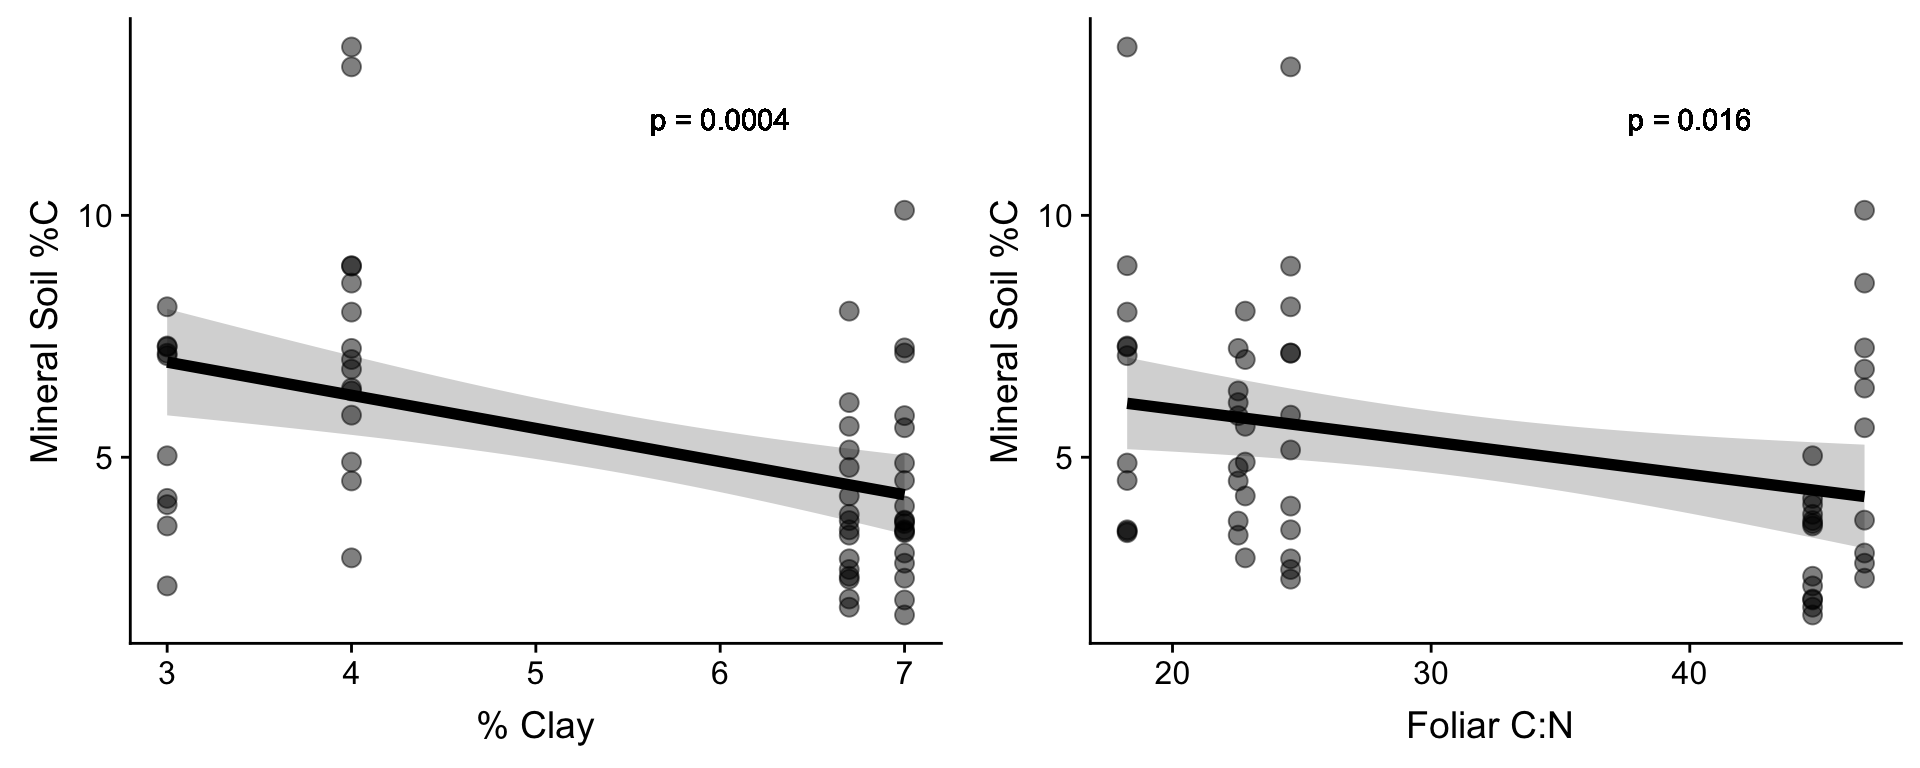 p = 0.0004
Mineral Soil %C
10
5
3 4 5 6 7
% Clay
p = 0.016
Mineral Soil %C
10
5
20 30 40
Foliar C:N